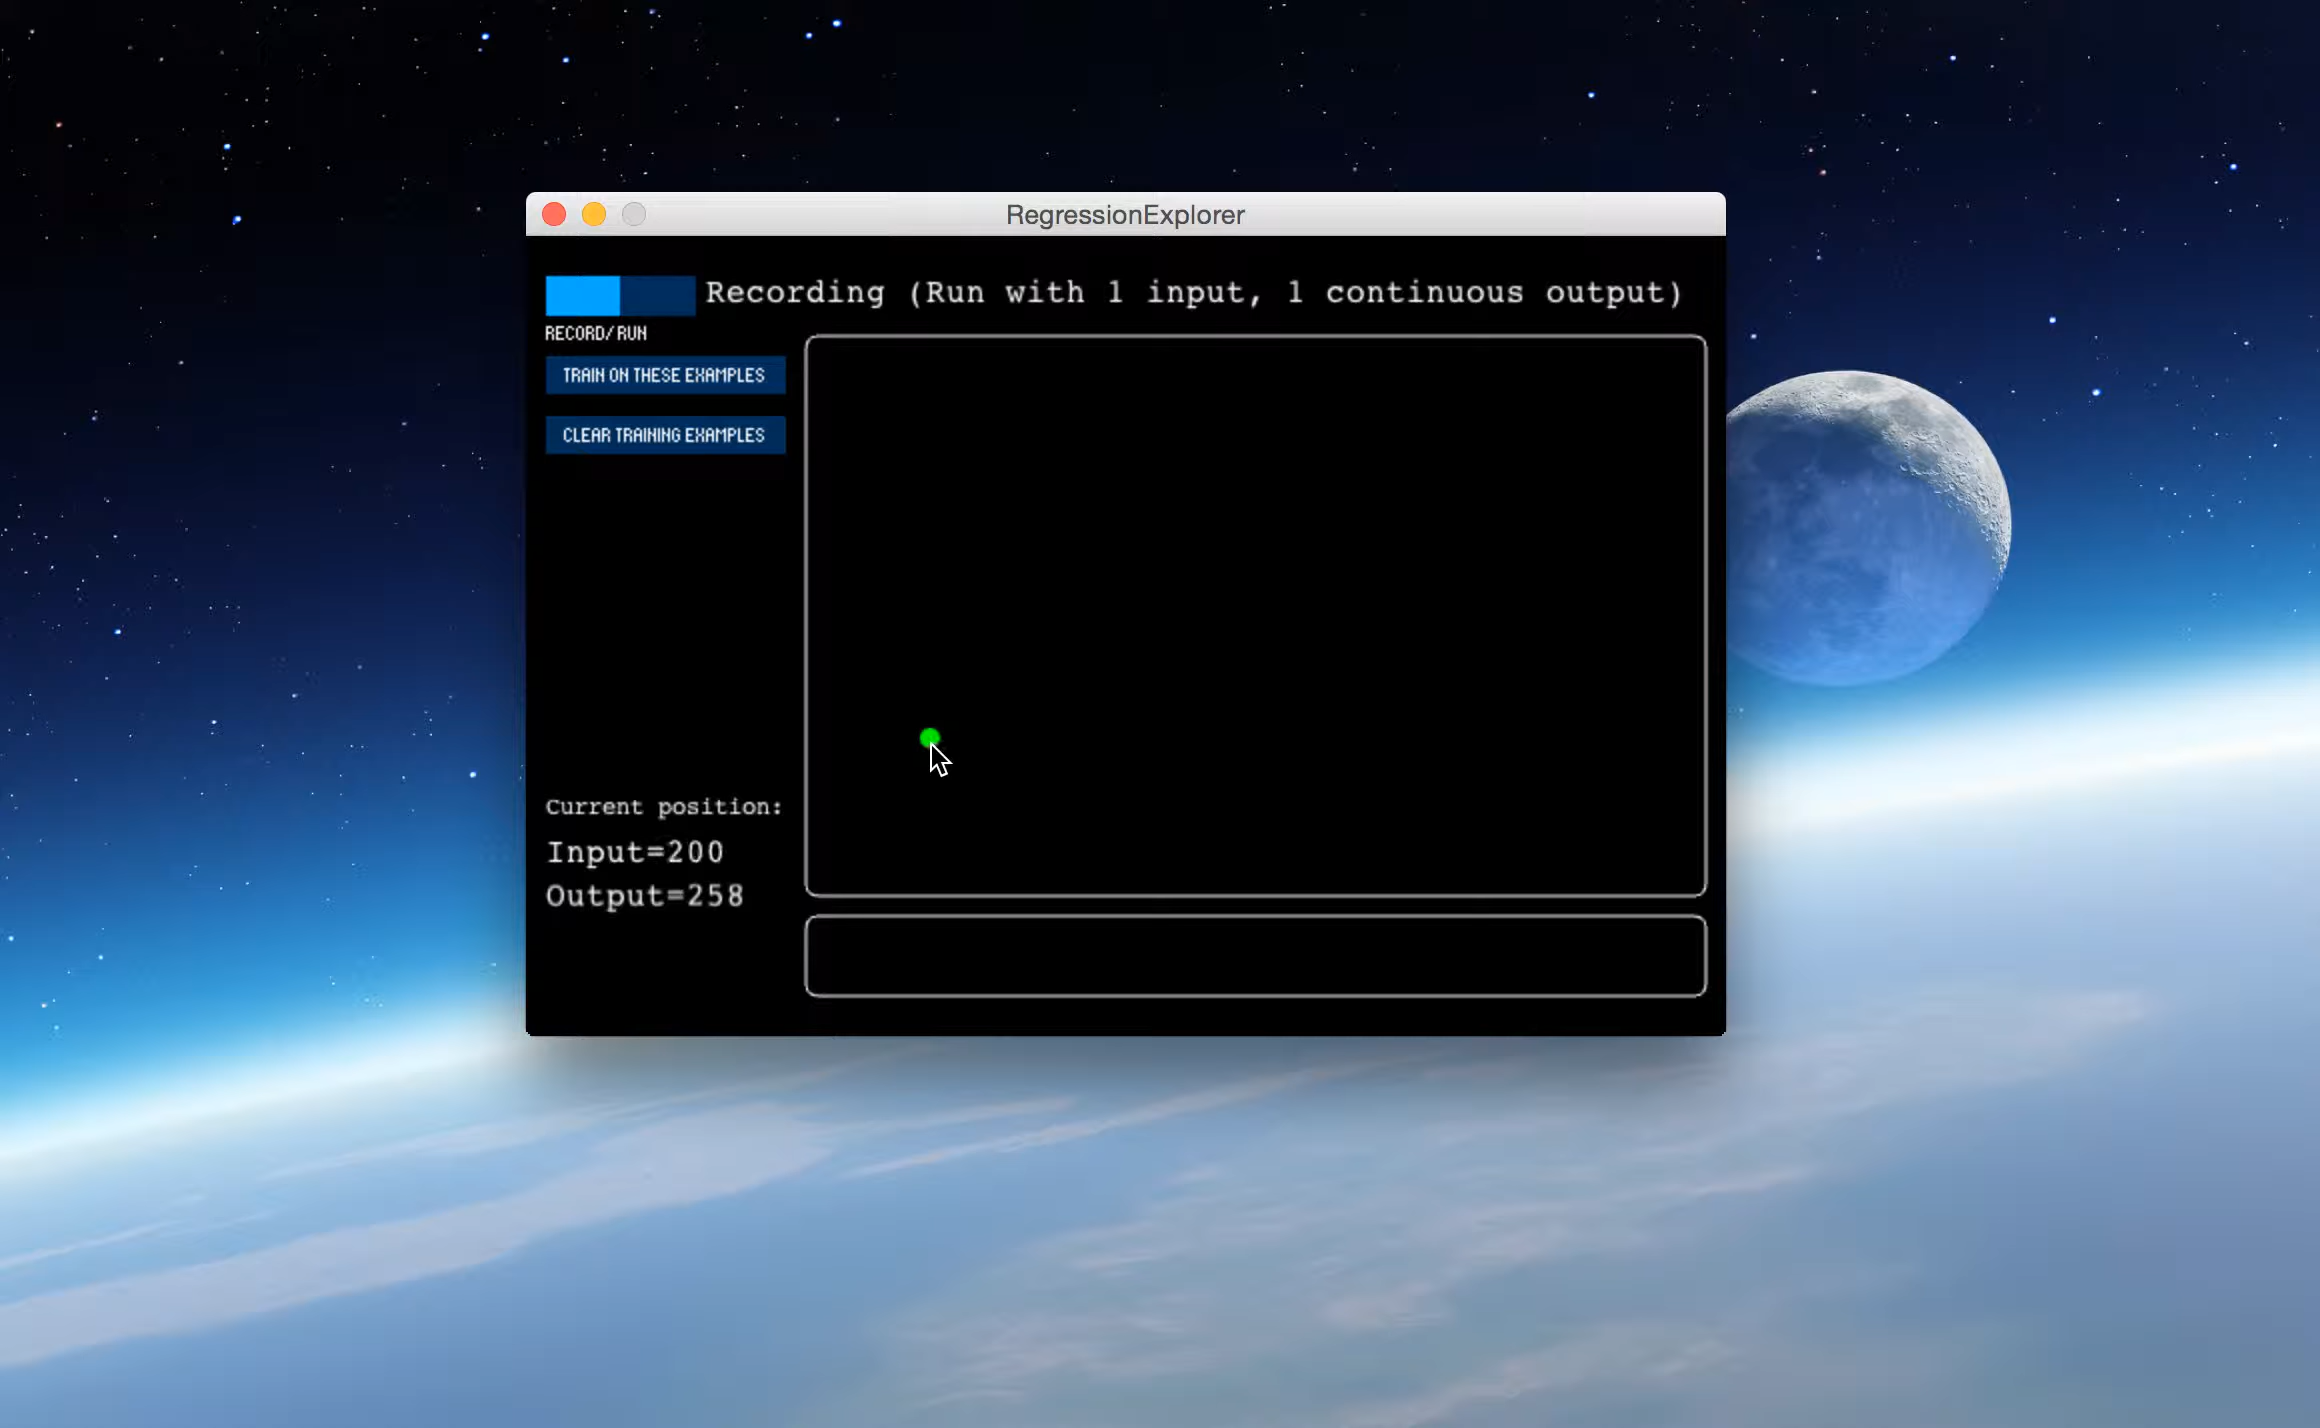 RegressionExplorer
Recording (Run with 1 input, 1 continuous output)
RECORD/RUN
TRAIN ON THESE EXAMPLES
CLEAR TRAINING EXAMPLES
Current position:
Input=200
Output=258